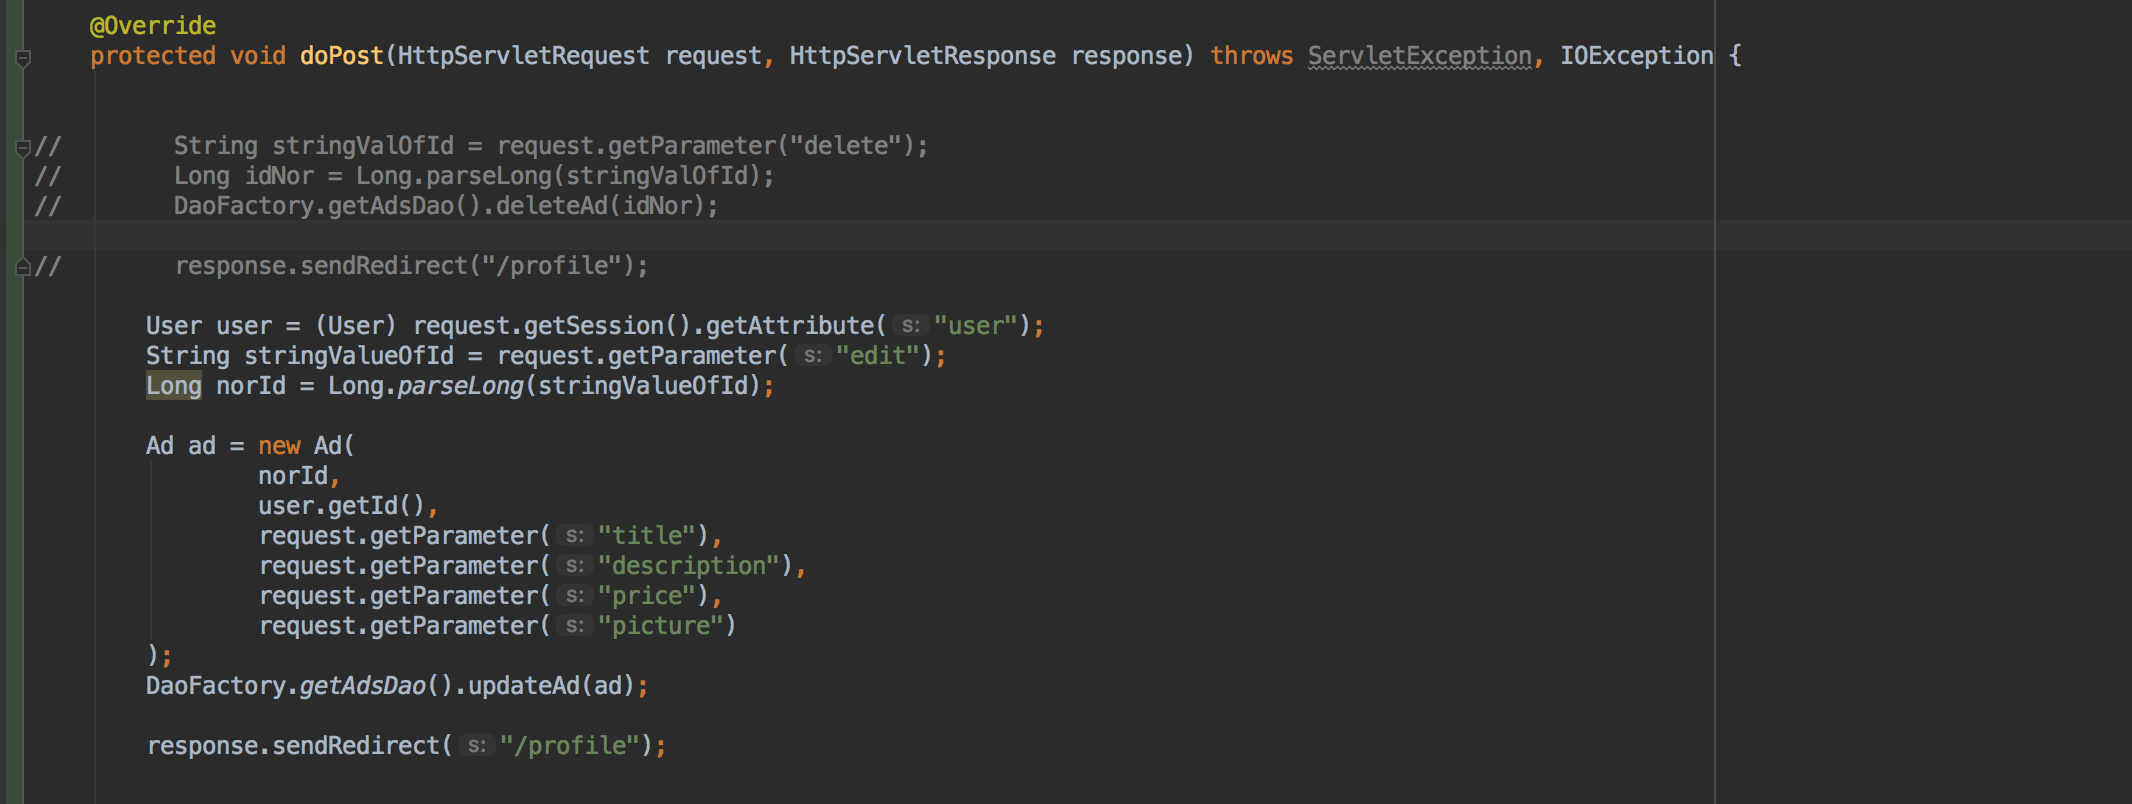 @Override
protected void doPost(HttpServletRequest request, HttpServletResponse response) throws ServletException, IOException {
//        String stringValOfId = request.getParameter("delete");
//        Long idNor = Long.parseLong(stringValOfId);
//        DaoFactory.getAdsDao().deleteAd(idNor);
//        response.sendRedirect("/profile");
User user = (User) request.getSession().getAttribute( s: "user");
String stringValueOfId = request.getParameter( s: "edit");
Long norId = Long.parseLong(stringValueOfId);
Ad ad = new Ad(
norId,
user.getId(),
request.getParameter( s: "title"),
request.getParameter( s: "description"),
request.getParameter( s: "price"),
request.getParameter( s: "picture")
);
DaoFactory.getAdsDao().updateAd(ad);
response.sendRedirect( s: "/profile");